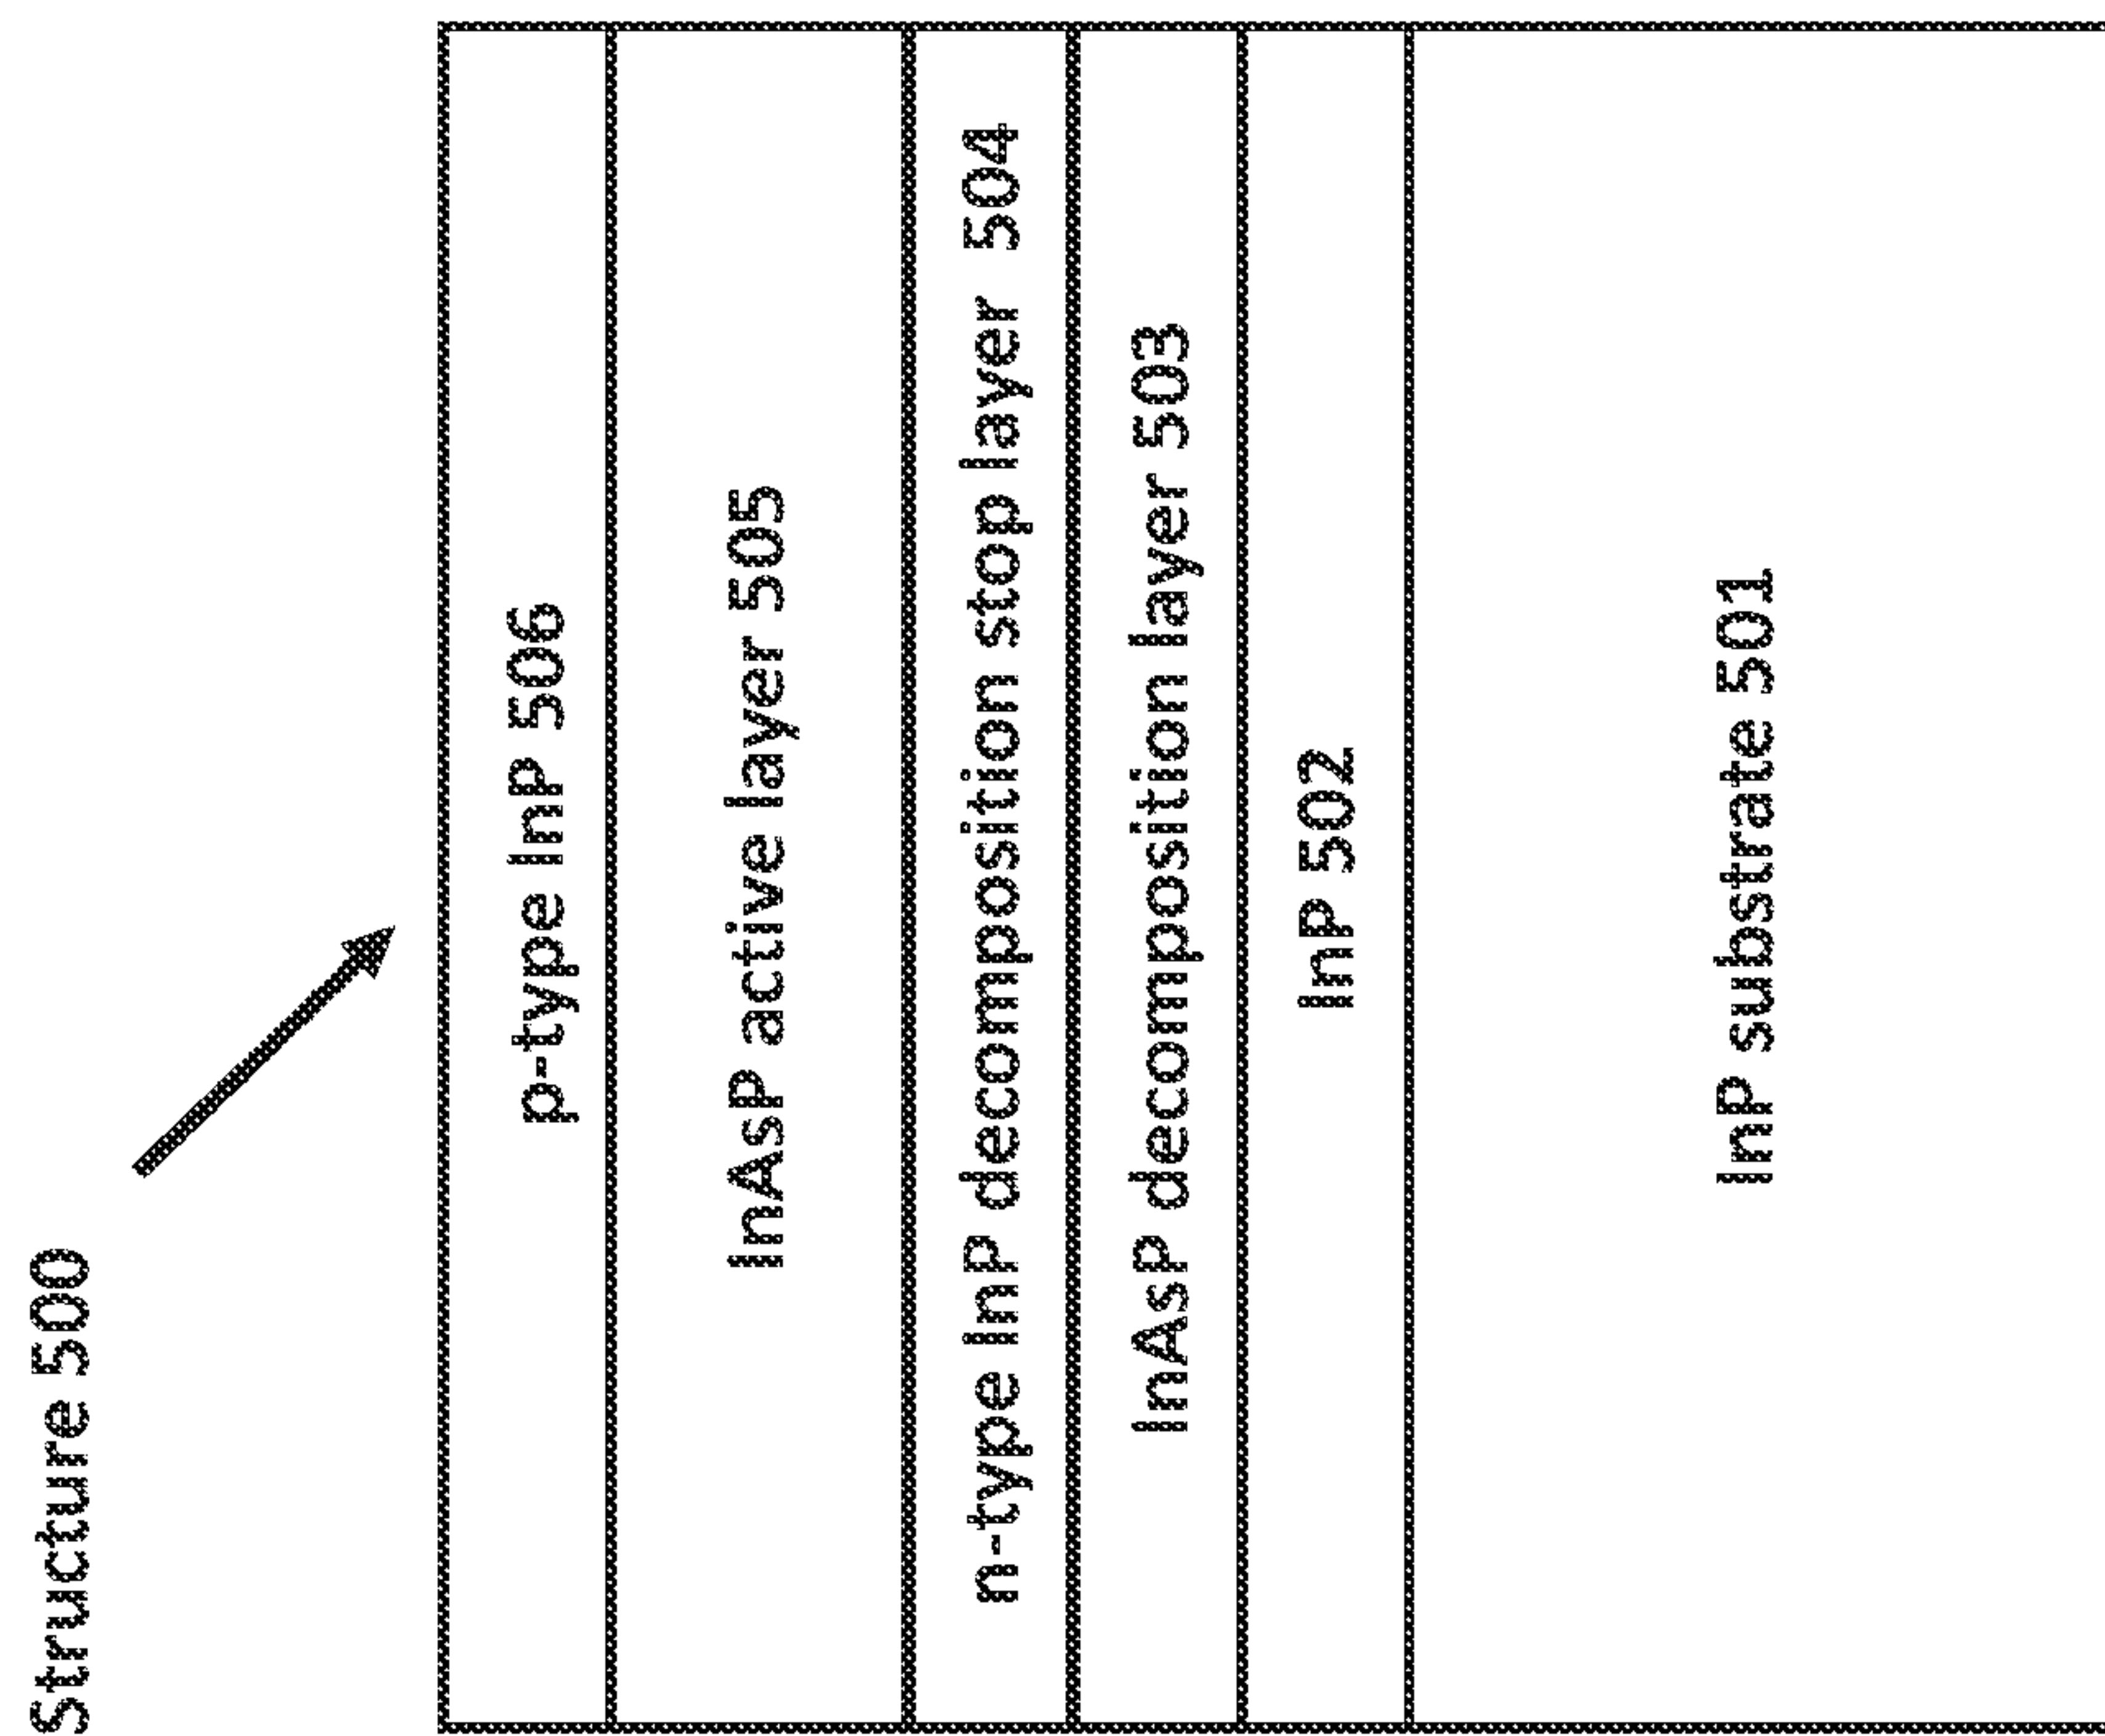 Structure 500
p-type InP 506
InAsP active layer 505
n-type InP decomposition stop layer 504
InAsP decomposition layer 503
InP 502
InP substrate 501